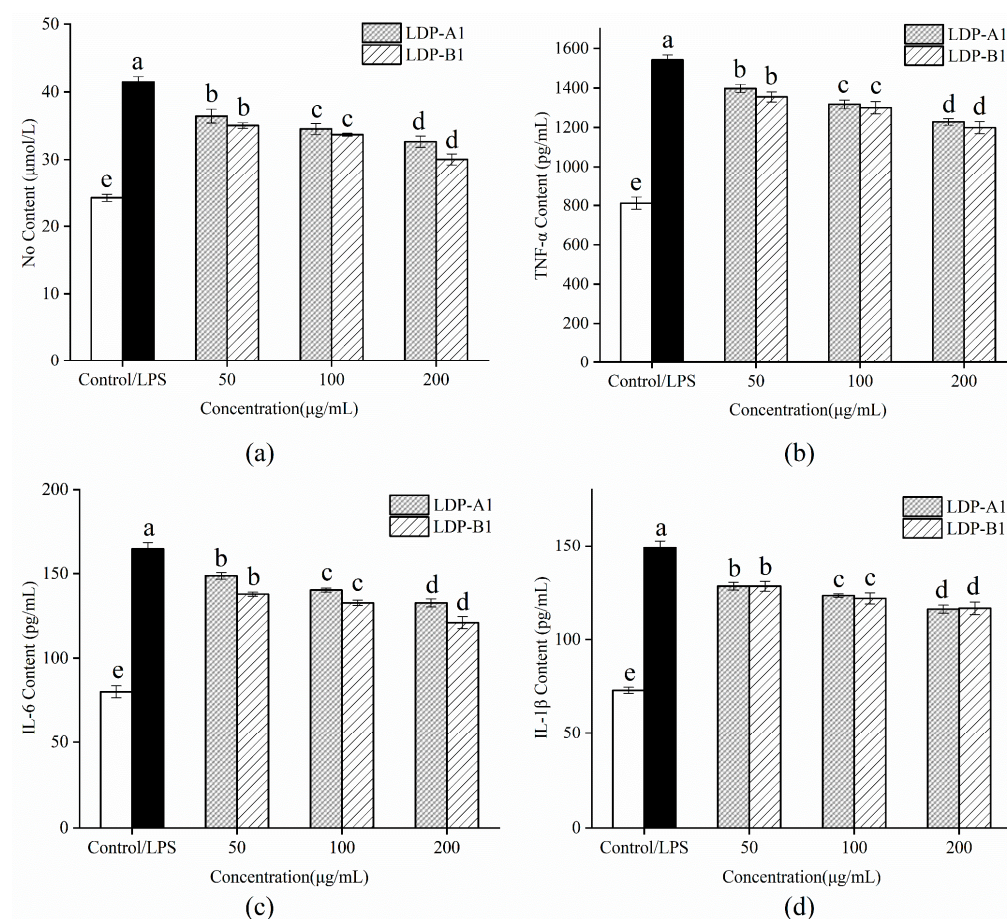 50
40
30
20
10
0
No Content (μmol/L)
LDP-A1
LDP-B1
e
a
b
b
c
c
d
d
Control/LPS
50
100
200
Concentration(μg/mL)
(a)
1600
1400
1200
1000
800
600
400
200
0
TNF-α Content (pg/mL)
LDP-A1
LDP-B1
e
a
b
b
c
c
d
d
Control/LPS
50
100
200
Concentration(μg/mL)
(b)
200
150
100
50
0
IL-6 Content (pg/mL)
LDP-A1
LDP-B1
e
a
b
b
c
c
d
d
Control/LPS
50
100
200
Concentration(μg/mL)
(c)
150
100
50
0
IL-1β Content (pg/mL)
LDP-A1
LDP-B1
e
a
b
b
c
c
d
d
Control/LPS
50
100
200
Concentration(μg/mL)
(d)